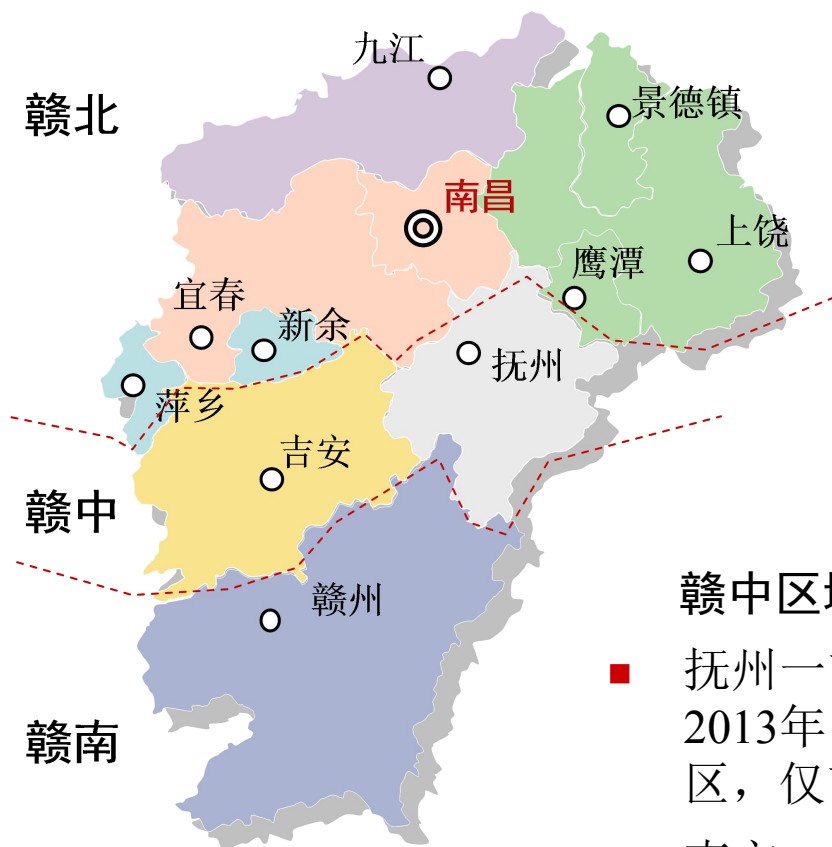 九江
赣北
景德镇
南昌
上饶
鹰潭
宜春
新余
抚州
萍乡
吉安
赣中
赣州
赣南
赣中区
抚州一
2013年
区，仅